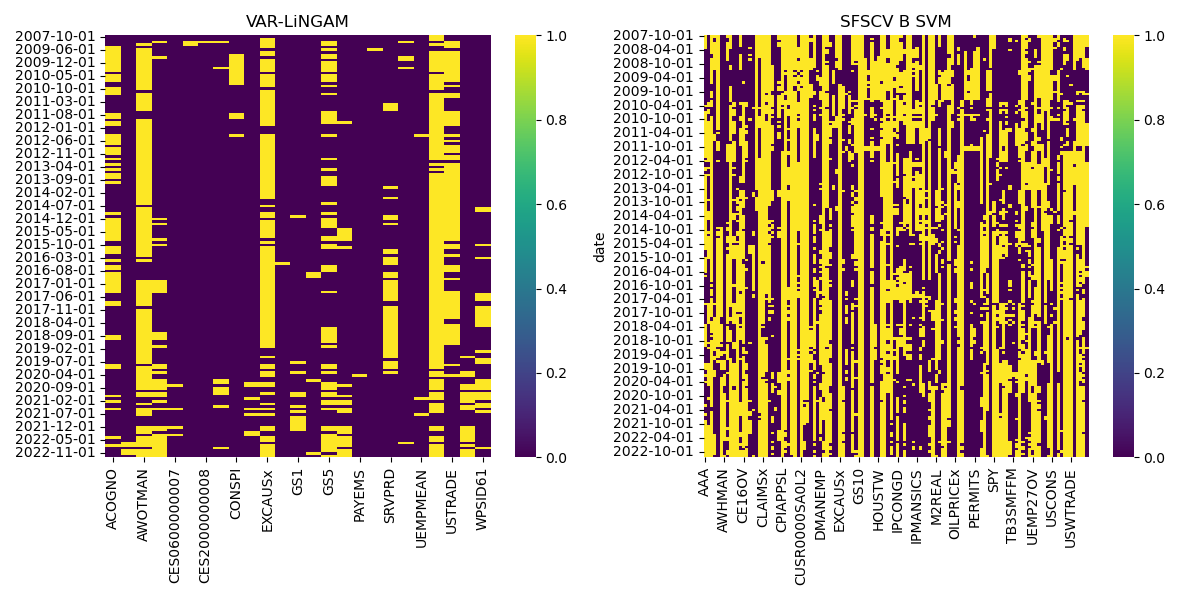 VAR-LiNGAM
2007-10-01
2009-06-01
2009-12-01
2010-05-01
2010-10-01
2011-03-01
2011-08-01
2012-01-01
2012-06-01
2012-11-01
2013-04-01
2013-09-01
2014-02-01
2014-07-01
2014-12-01
2015-05-01
2015-10-01
2016-03-01
2016-08-01
2017-01-01
2017-06-01
2017-11-01
2018-04-01
2018-09-01
2019-02-01
2019-07-01
2020-04-01
2020-09-01
2021-02-01
2021-07-01
2021-12-01
2022-05-01
2022-11-01
ACOGNO
AWOTMAN
CES0600000007
CES2000000008
CONSPI
EXCAUSx
GS1
GS5
PAYEMS
SRVPRD
UEMPMEAN
USTRADE
WPSID61
1.0
0.8
0.6
0.4
0.2
0.0
SFSCV B SVM
date
2007-10-01
2008-04-01
2008-10-01
2009-04-01
2009-10-01
2010-04-01
2010-10-01
2011-04-01
2011-10-01
2012-04-01
2012-10-01
2013-04-01
2013-10-01
2014-04-01
2014-10-01
2015-04-01
2015-10-01
2016-04-01
2016-10-01
2017-04-01
2017-10-01
2018-04-01
2018-10-01
2019-04-01
2019-10-01
2020-04-01
2020-10-01
2021-04-01
2021-10-01
2022-04-01
2022-10-01
AAA
AWHMAN
CE16OV
CLAIMSx
CPIAPPSL
CUSR0000SA0L2
DMANEMP
EXCAUSx
GS10
HOUSTW
IPCONGD
IPMANSICS
M2REAL
OILPRICEx
PERMITS
SPY
TB3SMFFM
UEMP27OV
USCONS
USWTRADE
1.0
0.8
0.6
0.4
0.2
0.0